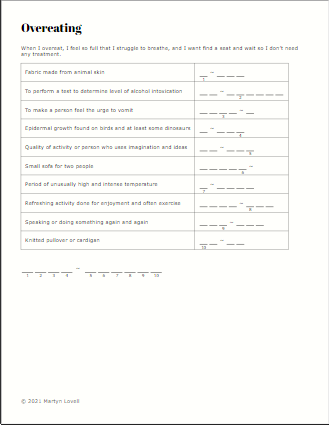 Overeating
When I overeat, I feel so full that I struggle to breathe, and I want find a seat and wait so I don't need
any treatment.
Fabric made from animal skin
_ – _ _ _
1
To perform a test to determine level of alcohol intoxication
_ _ – _ _ _ _ _
2
To make a person feel the urge to vomit
_ _ _ _ – _
3
Epidermal growth found on birds and at least some dinosaurs
_ – _ _ _
4
Quality of activity or person who uses imagination and ideas
_ _ – _ _ _
5
Small sofa for two people
_ _ _ _ –
6
Period of unusually high and intense temperature
_ – _ _ _ _
7
Refreshing activity done for enjoyment and often exercise
_ _ _ _ – _ _ _
8
Speaking or doing something again and again
_ _ _ – _ _ _
9
Knitted pullover or cardigan
_ _ – _ _
10
_ _ _ _ – _ _ _ _ _ _
1 2 3 4 5 6 7 8 9 10
© 2021 Martyn Lovell